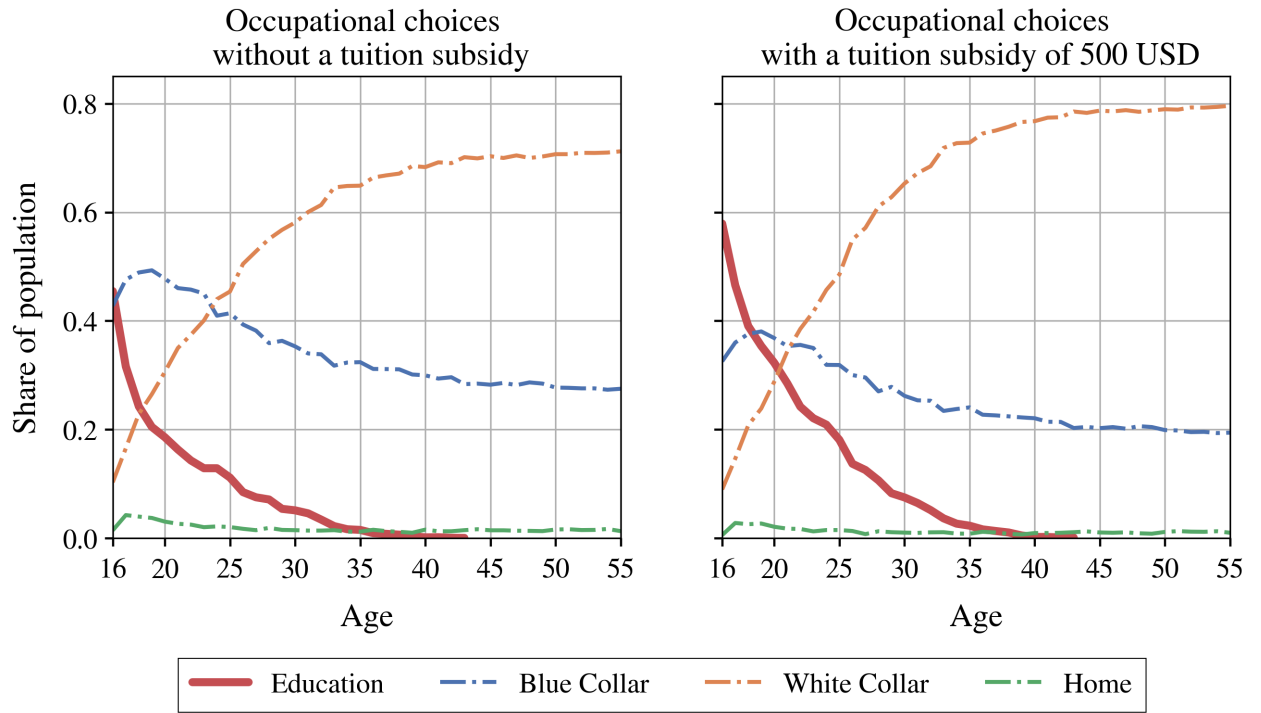 Occupational choices
without a tuition subsidy
Occupational choices
with a tuition subsidy of 500 USD
Share of population
0.8
0.6
0.4
0.2
0.0
16 20 25 30 35 40 45 50 55
16 20 25 30 35 40 45 50 55
Age
Age
Education Blue Collar White Collar Home